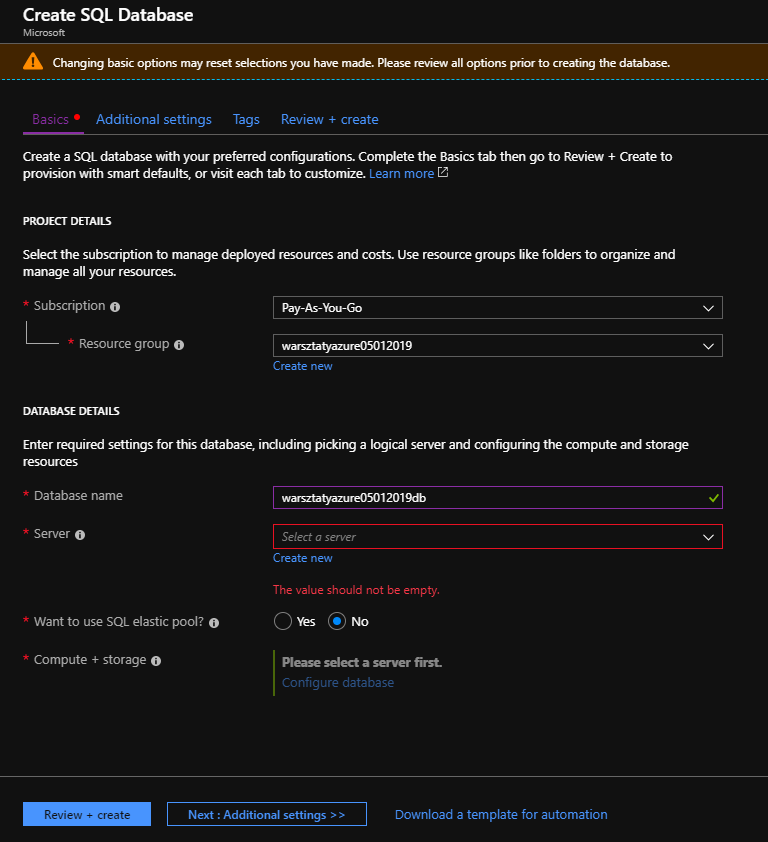 Create SQL Database
Microsoft
Changing basic options may reset selections you have made. Please review all options prior to creating the database.
Basics Additional settings Tags Review + create
Create a SQL database with your preferred configurations. Complete the Basics tab then go to Review + Create to
provision with smart defaults, or visit each tab to customize. Learn more
PROJECT DETAILS
Select the subscription to manage deployed resources and costs. Use resource groups like folders to organize and
manage all your resources.
* Subscription Pay-As-You-Go
* Resource group warsztatyazure05012019
Create new
DATABASE DETAILS
Enter required settings for this database, including picking a logical server and configuring the compute and storage
resources
* Database name warsztatyazure05012019db
* Server Select a server
Create new
The value should not be empty.
* Want to use SQL elastic pool? Yes No
* Compute + storage Please select a server first.
Configure database
Review + create Next : Additional settings >> Download a template for automation